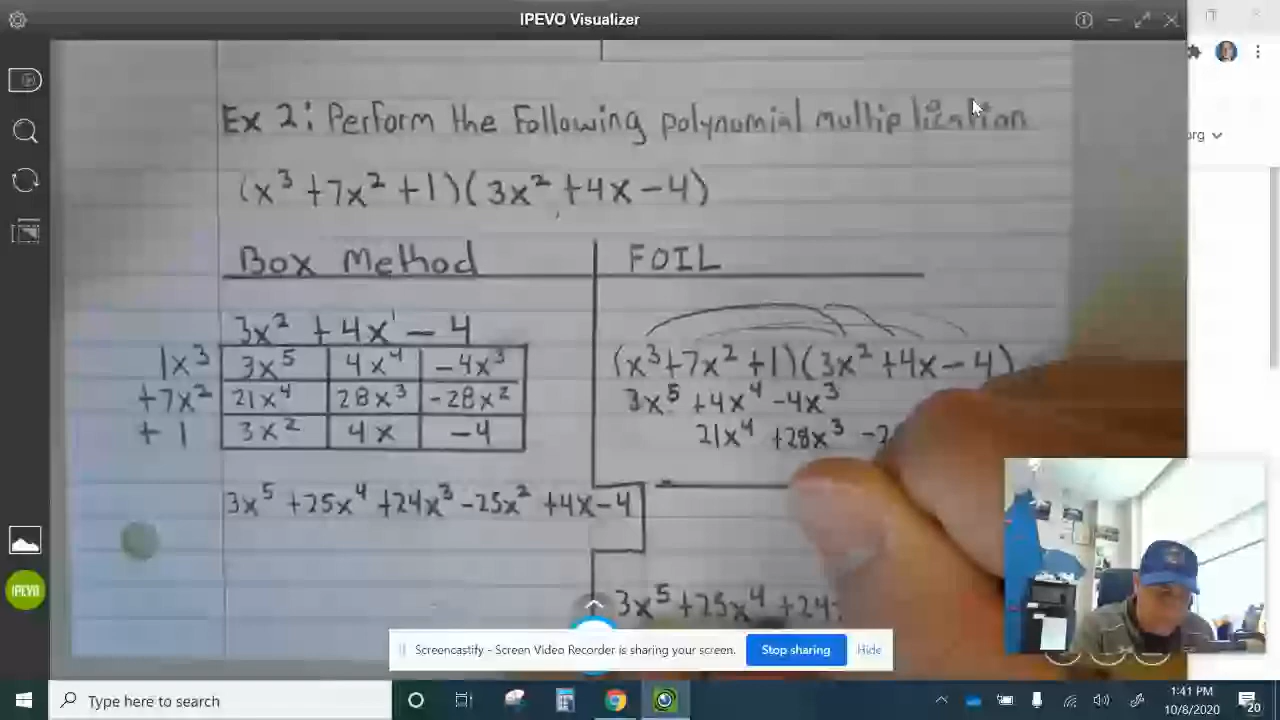 IPEVO Visualizer
Ex 2: Perform the Following polynomial multiplication
(x³ +7x² +1)(3x² +4x -4)
Box Method
3x² +4x¹ - 4
1x³ 3x⁵ 4x⁴ -4x³
+7x² 21x⁴ 28x³ -28x²
+ 1 3x² 4x -4
3x⁵ +25x⁴ +24x³ -25x² +4x-4
FOIL
(x³+7x² +1)(3x² +4x -4)
3x⁵ +4x⁴ -4x³
21x⁴ +28x³
3x⁵+25x⁴ +24
IPEVO
Screencastify - Screen Video Recorder is sharing your screen.
Stop sharing
Hide
Type here to search
1:41 PM
10/8/2020
20